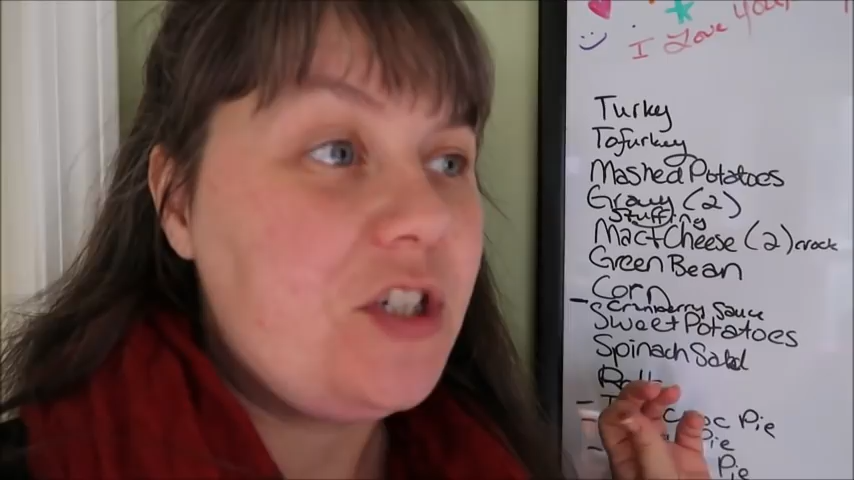 I Love You
Turky
Tofurkey
Mashed Potatoes
Gravy (2)
Stuffing
Mac+Cheese (2) crock
Green Bean
Corn
- Cranberry Sauce
Sweet Potatoes
Spinach Salad
Pie
Pie
Pie